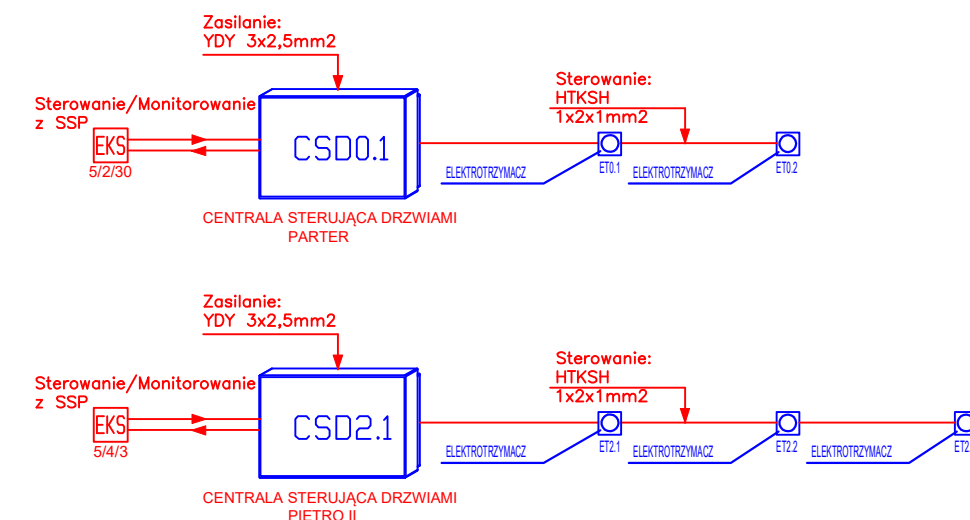 Zasilanie:
YDY 3x2,5mm2
Sterowanie/Monitorowanie
z SSP
EKS
5/2/30
CSD0.1
CENTRALA STERUJĄCA DRZWIAMI
PARTER
Sterowanie:
HTKSH
1x2x1mm2
ELEKTROTRZYMACZ
ET0.1
ELEKTROTRZYMACZ
ET0.2
Zasilanie:
YDY 3x2,5mm2
Sterowanie/Monitorowanie
z SSP
EKS
5/4/3
CSD2.1
CENTRALA STERUJĄCA DRZWIAMI
PIĘTRO II
Sterowanie:
HTKSH
1x2x1mm2
ELEKTROTRZYMACZ
ET2.1
ELEKTROTRZYMACZ
ET2.2
ELEKTROTRZYMACZ